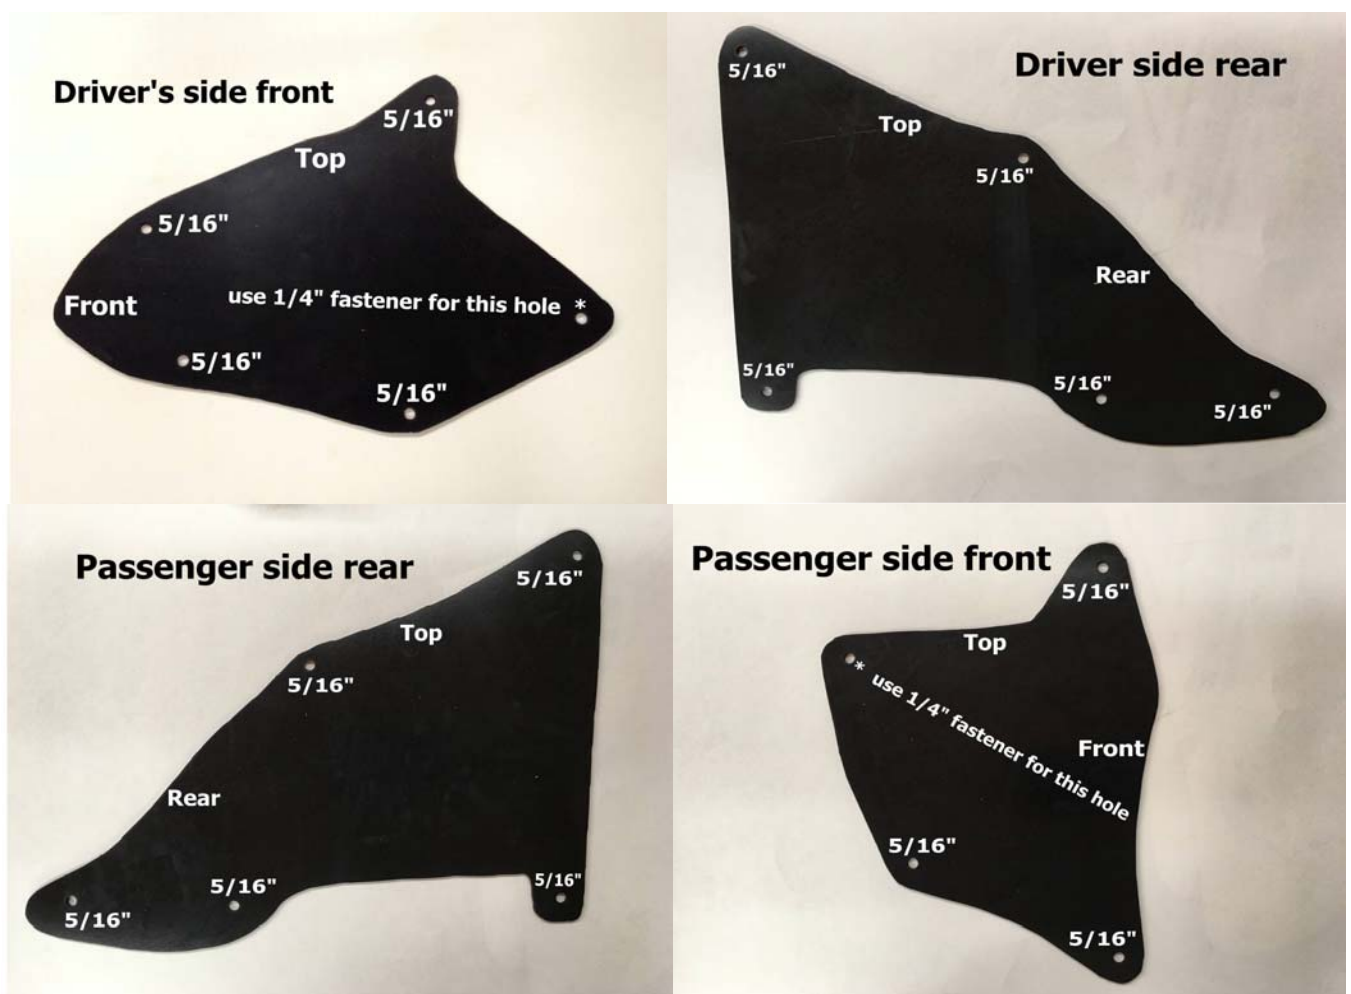 Driver's side front
5/16"
Top
5/16"
Front
use 1/4" fastener for this hole *
5/16"
5/16"
Driver side rear
5/16"
Top
5/16"
Rear
5/16"
5/16"
5/16"
Passenger side rear
5/16"
Top
5/16"
Rear
5/16"
5/16"
5/16"
Passenger side front
5/16"
Top
* use 1/4" fastener for this hole
Front
5/16"
5/16"